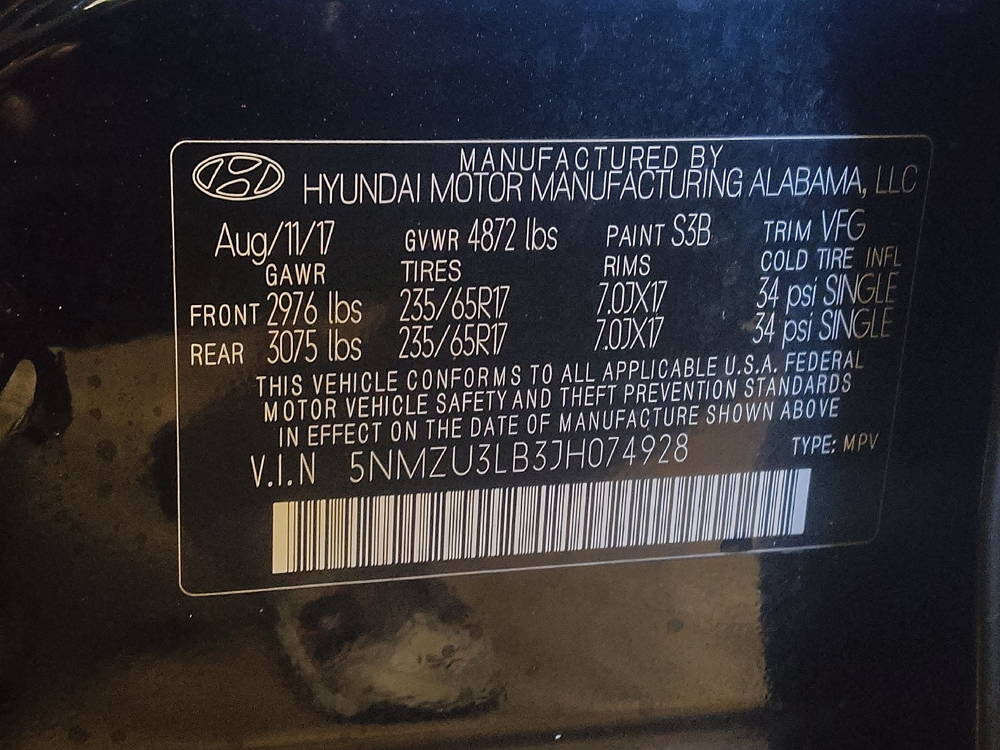 MANUFACTURED BY
HYUNDAI MOTOR MANUFACTURING ALABAMA, LLC
Aug/11/17 GVWR 4872 lbs PAINT S3B TRIM VFG
GAWR TIRES RIMS COLD TIRE INFL
FRONT 2976 lbs 235/65R17 7.0JX17 34 psi SINGLE
REAR 3075 lbs 235/65R17 7.0JX17 34 psi SINGLE
THIS VEHICLE CONFORMS TO ALL APPLICABLE U.S.A. FEDERAL
MOTOR VEHICLE SAFETY AND THEFT PREVENTION STANDARDS
IN EFFECT ON THE DATE OF MANUFACTURE SHOWN ABOVE
V.I.N 5NMZU3LB3JH074928 TYPE: MPV